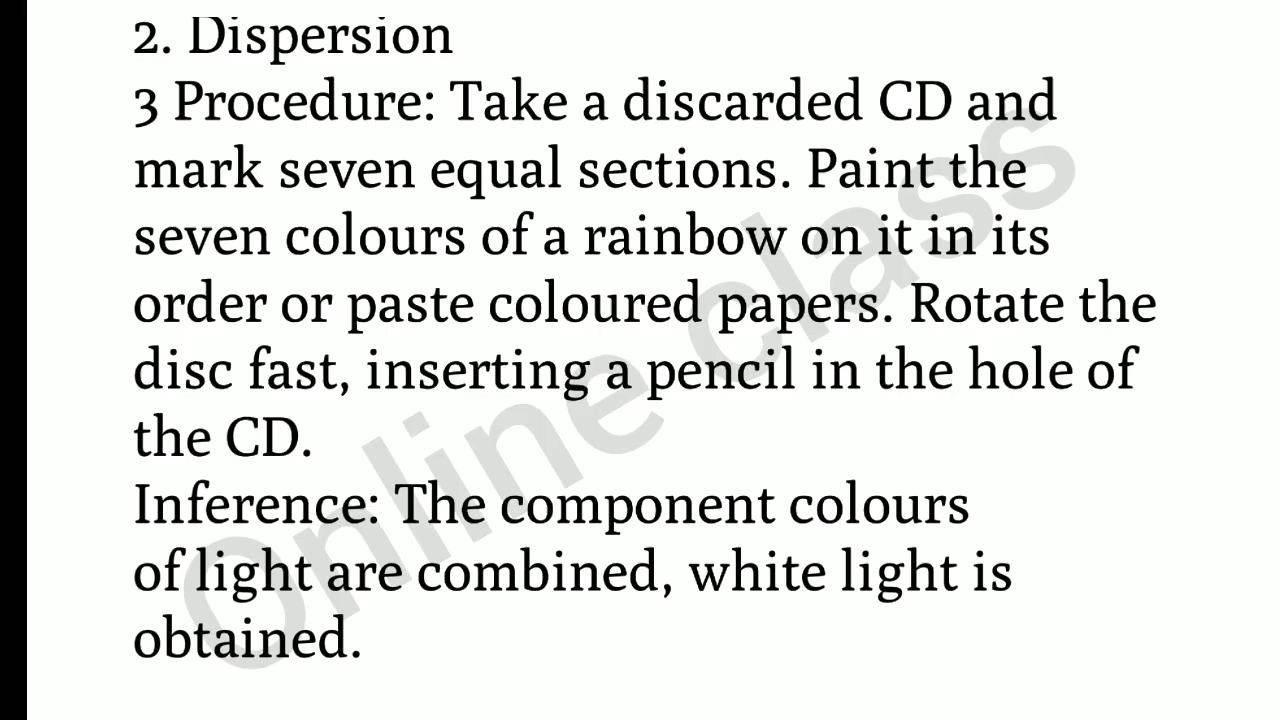 2. Dispersion
3 Procedure: Take a discarded CD and
mark seven equal sections. Paint the
seven colours of a rainbow on it in its
order or paste coloured papers. Rotate the
disc fast, inserting a pencil in the hole of
the CD.
Inference: The component colours
of light are combined, white light is
obtained.
Online class